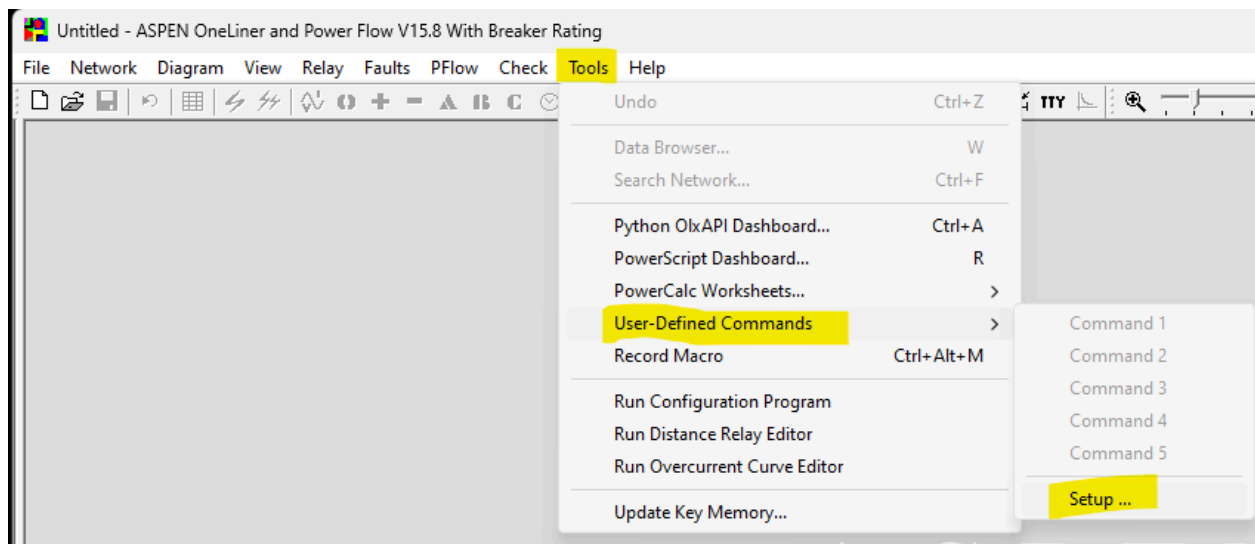 Untitled - ASPEN OneLiner and Power Flow V15.8 With Breaker Rating
File Network Diagram View Relay Faults PFlow Check Tools Help
TTY
Undo Ctrl+Z
Data Browser... W
Search Network... Ctrl+F
Python OlxAPI Dashboard... Ctrl+A
PowerScript Dashboard... R
PowerCalc Worksheets...
User-Defined Commands
Record Macro Ctrl+Alt+M
Run Configuration Program
Run Distance Relay Editor
Run Overcurrent Curve Editor
Update Key Memory...
Command 1
Command 2
Command 3
Command 4
Command 5
Setup ...